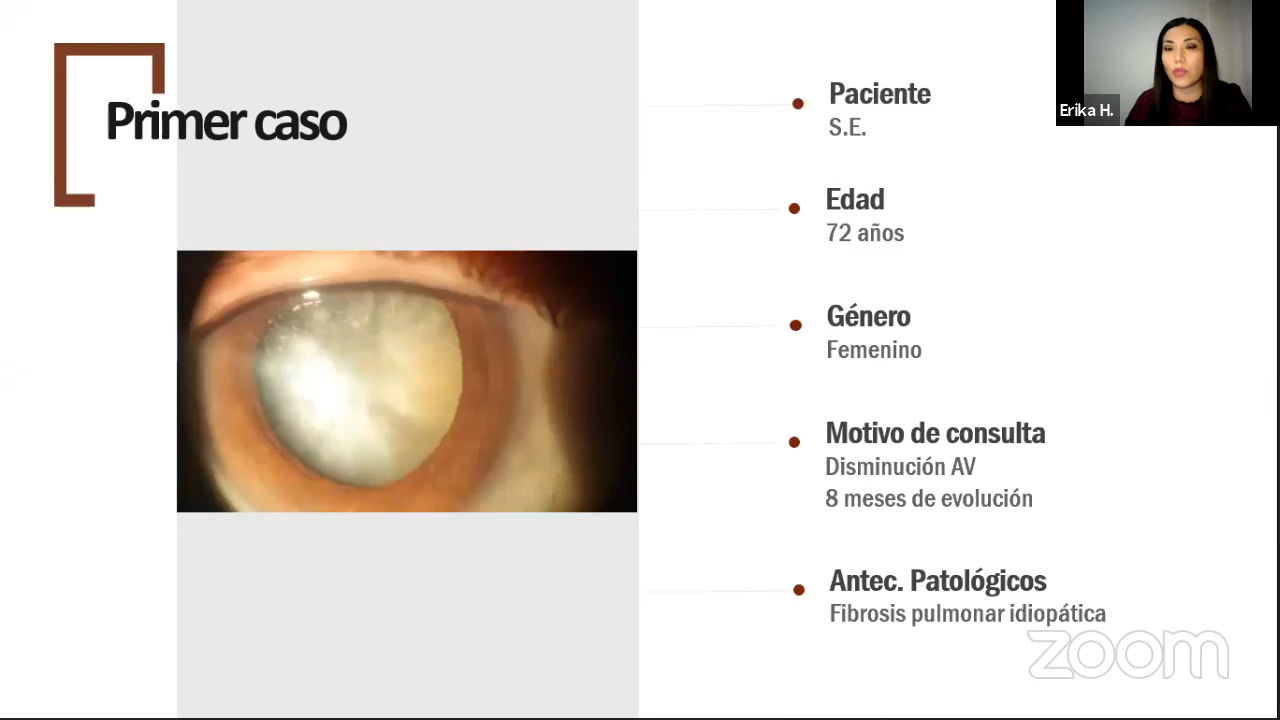 Primer caso
Paciente
S.E.
Edad
72 años
Género
Femenino
Motivo de consulta
Disminución AV
8 meses de evolución
Antec. Patológicos
Fibrosis pulmonar idiopática
Erika H.
zoom